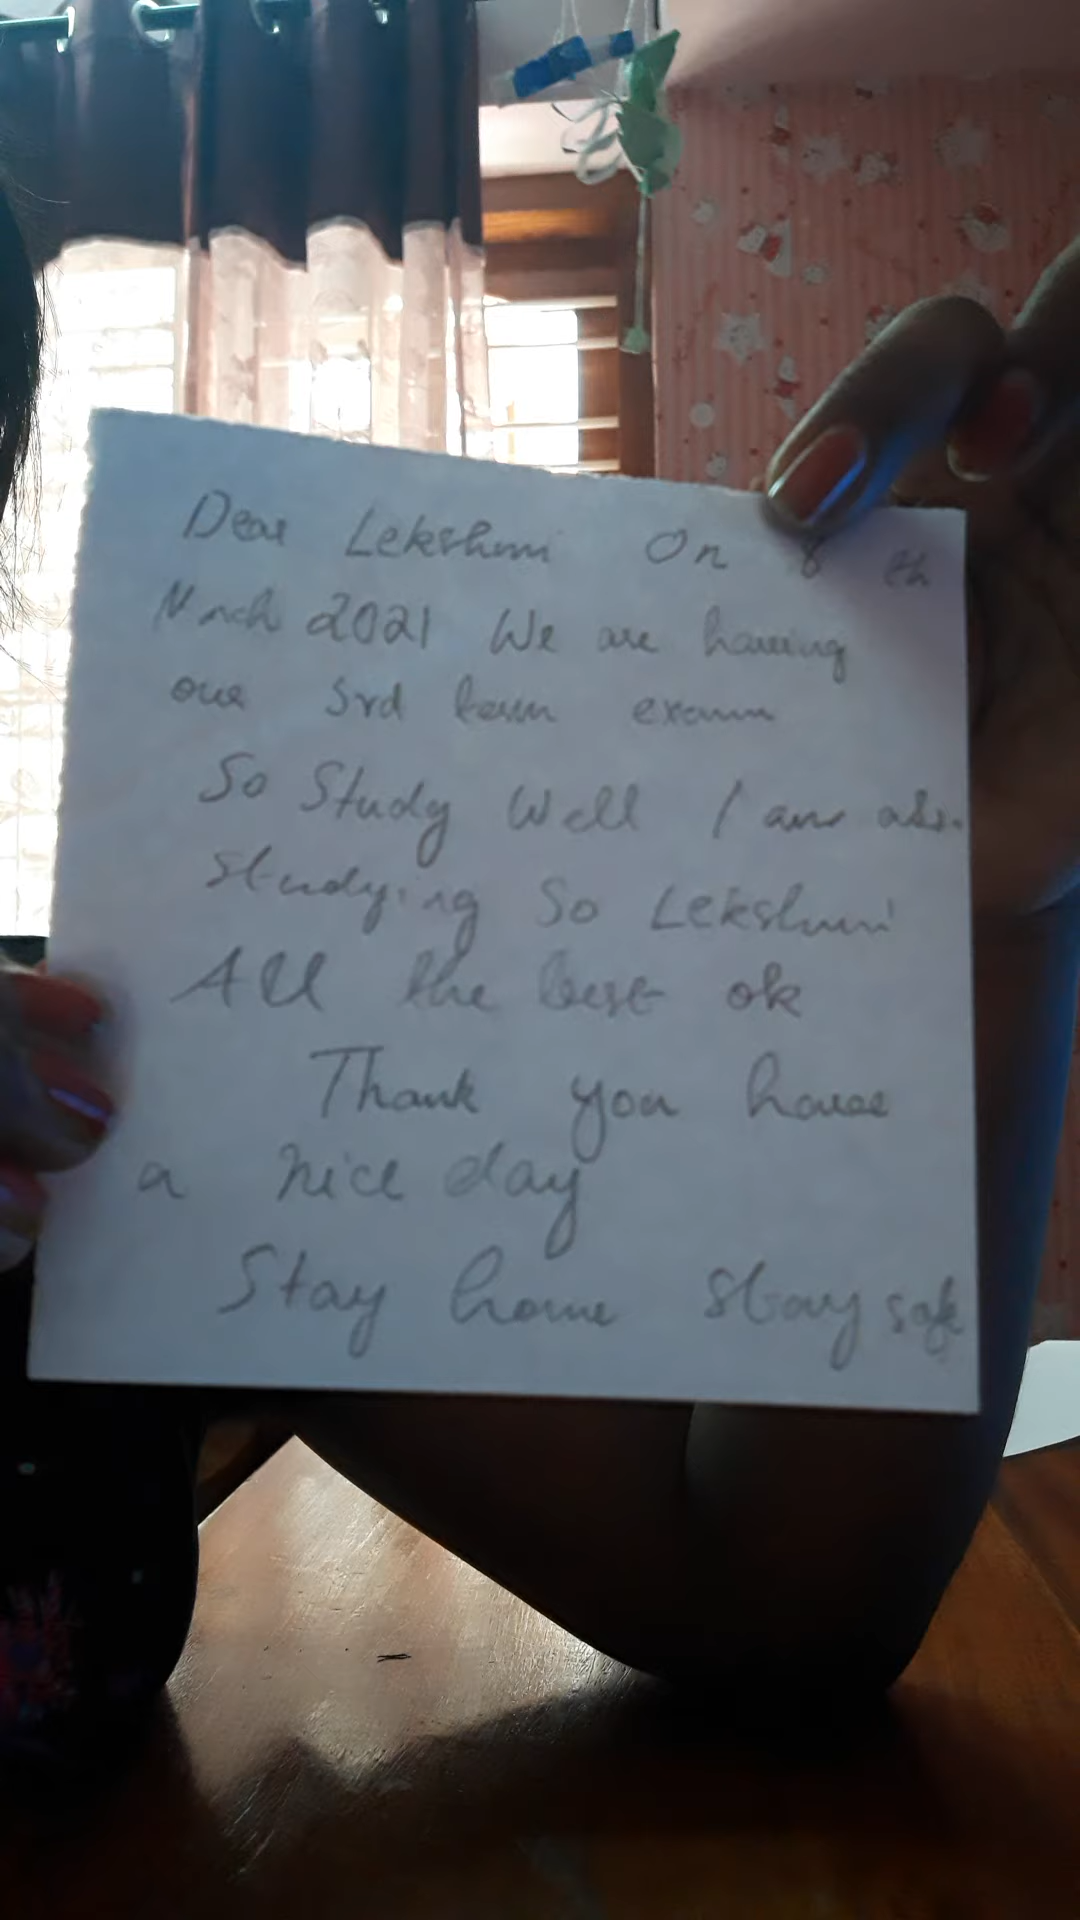 Dear Lekshmi On 8 th
March 2021 We are having
our 3rd term exam
So Study Well I am also
studying So Lekshmi
All the best ok
Thank you have
a nice day
Stay home stay safe